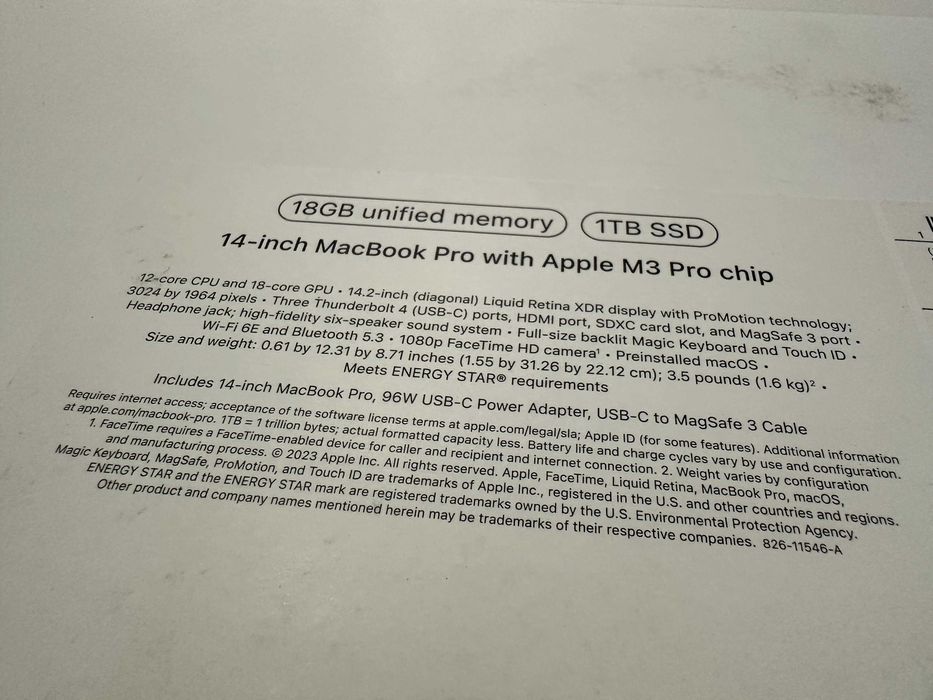 18GB unified memory 1TB SSD
14-inch MacBook Pro with Apple M3 Pro chip
12-core CPU and 18-core GPU • 14.2-inch (diagonal) Liquid Retina XDR display with ProMotion technology;
3024 by 1964 pixels • Three Thunderbolt 4 (USB-C) ports, HDMI port, SDXC card slot, and MagSafe 3 port •
Headphone jack; high-fidelity six-speaker sound system • Full-size backlit Magic Keyboard and Touch ID •
Wi-Fi 6E and Bluetooth 5.3 • 1080p FaceTime HD camera¹ • Preinstalled macOS •
Size and weight: 0.61 by 12.31 by 8.71 inches (1.55 by 31.26 by 22.12 cm); 3.5 pounds (1.6 kg)² •
Meets ENERGY STAR® requirements
Includes 14-inch MacBook Pro, 96W USB-C Power Adapter, USB-C to MagSafe 3 Cable
Requires internet access; acceptance of the software license terms at apple.com/legal/sla; Apple ID (for some features). Additional information
at apple.com/macbook-pro. 1TB = 1 trillion bytes; actual formatted capacity less. Battery life and charge cycles vary by use and configuration.
1. FaceTime requires a FaceTime-enabled device for caller and recipient and internet connection. 2. Weight varies by configuration
and manufacturing process. © 2023 Apple Inc. All rights reserved. Apple, FaceTime, Liquid Retina, MacBook Pro, macOS,
Magic Keyboard, MagSafe, ProMotion, and Touch ID are trademarks of Apple Inc., registered in the U.S. and other countries and regions.
ENERGY STAR and the ENERGY STAR mark are registered trademarks owned by the U.S. Environmental Protection Agency.
Other product and company names mentioned herein may be trademarks of their respective companies. 826-11546-A